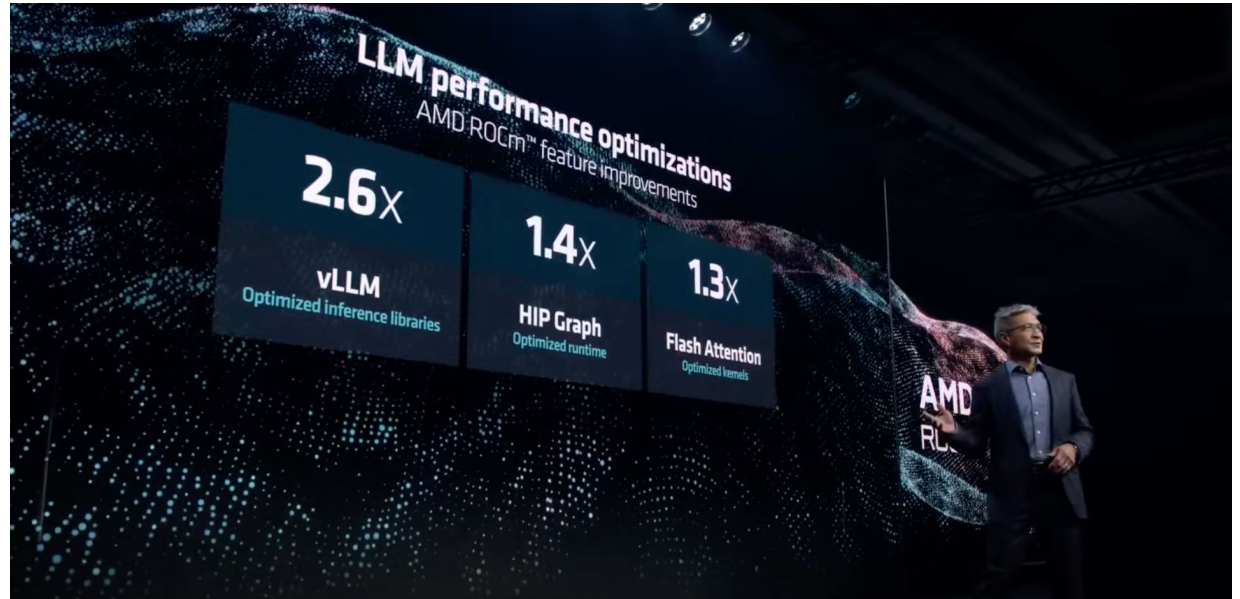 LLM performance optimizations
AMD ROCm™ feature improvements
2.6x
vLLM
Optimized inference libraries
1.4x
HIP Graph
Optimized runtime
1.3x
Flash Attention
Optimized kernels
AMD